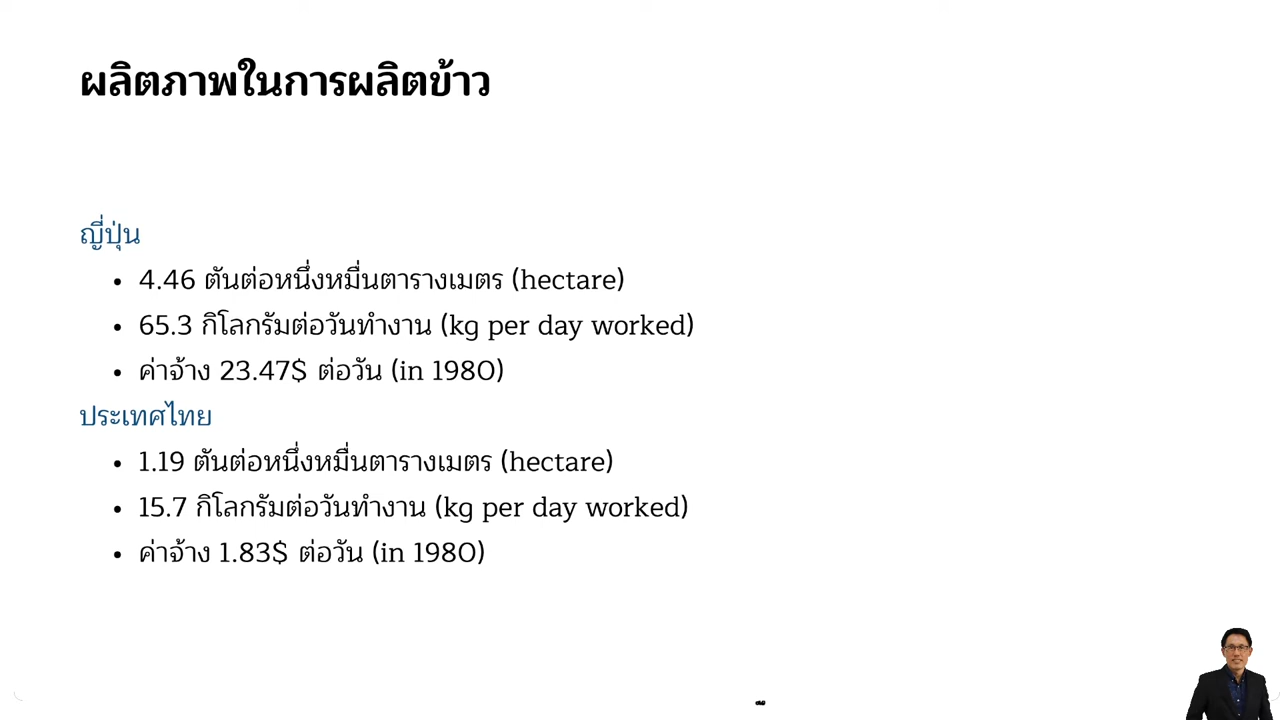 ผลิตภาพในการผลิตข้าว
ญี่ปุ่น
• 4.46 ตันต่อหนึ่งหมื่นตารางเมตร (hectare)
• 65.3 กิโลกรัมต่อวันทำงาน (kg per day worked)
• ค่าจ้าง 23.47$ ต่อวัน (in 1980)
ประเทศไทย
• 1.19 ตันต่อหนึ่งหมื่นตารางเมตร (hectare)
• 15.7 กิโลกรัมต่อวันทำงาน (kg per day worked)
• ค่าจ้าง 1.83$ ต่อวัน (in 1980)